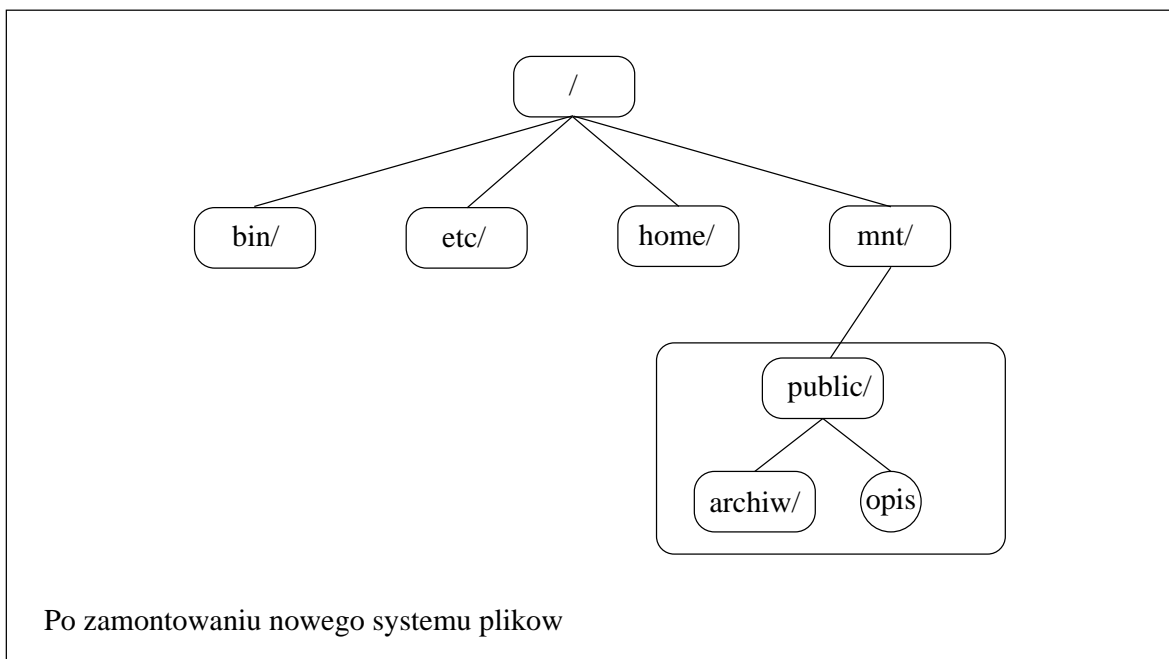 /
bin/ etc/ home/ mnt/
public/
archiw/ opis
Po zamontowaniu nowego systemu plikow